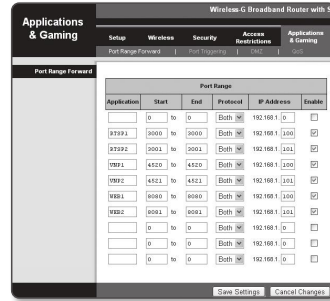 Wireless-G Broadband Router with S
Applications & Gaming
Setup Wireless Security Access Restrictions Applications & Gaming
Port Range Forward | Port Triggering | DMZ | QoS
Port Range Forward
Port Range
Application Start End Protocol IP Address Enable
0 to 0 Both 192.168.1. 0
RTSP1 3000 to 3000 Both 192.168.1. 100
RTSP2 3001 to 3001 Both 192.168.1. 101
VNP1 4520 to 4520 Both 192.168.1. 100
VNP2 4521 to 4521 Both 192.168.1. 101
WEB1 8080 to 8080 Both 192.168.1. 100
WEB2 8081 to 8081 Both 192.168.1. 101
0 to 0 Both 192.168.1. 0
0 to 0 Both 192.168.1. 0
0 to 0 Both 192.168.1. 0
Save Settings Cancel Changes